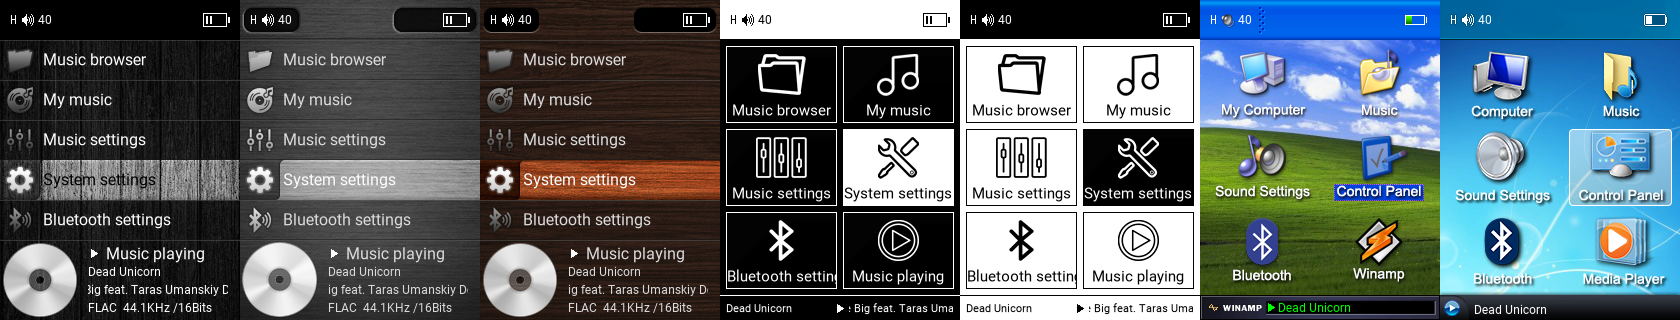 H 40
Music browser
My music
Music settings
System settings
Bluetooth settings
Music playing
Dead Unicorn
ig feat. Taras Umanskiy D
FLAC 44.1KHz /16Bits
H 40
Music browser
My music
Music settings
System settings
Bluetooth settings
Music playing
Dead Unicorn
ig feat. Taras Umanskiy D
FLAC 44.1KHz /16Bits
H 40
Music browser
My music
Music settings
System settings
Bluetooth settings
Music playing
Dead Unicorn
ig feat. Taras Umanskiy D
FLAC 44.1KHz /16Bits
H 40
Music browser
My music
Music settings
System settings
Bluetooth settin
Music playing
Dead Unicorn
: Big feat. Taras Uma
H 40
Music browser
My music
Music settings
System settings
Bluetooth settin
Music playing
Dead Unicorn
: Big feat. Taras Uma
H 40
My Computer
Music
Sound Settings
Control Panel
Bluetooth
Winamp
WINAMP Dead Unicorn
H 40
Computer
Music
Sound Settings
Control Panel
Bluetooth
Media Player
Dead Unicorn